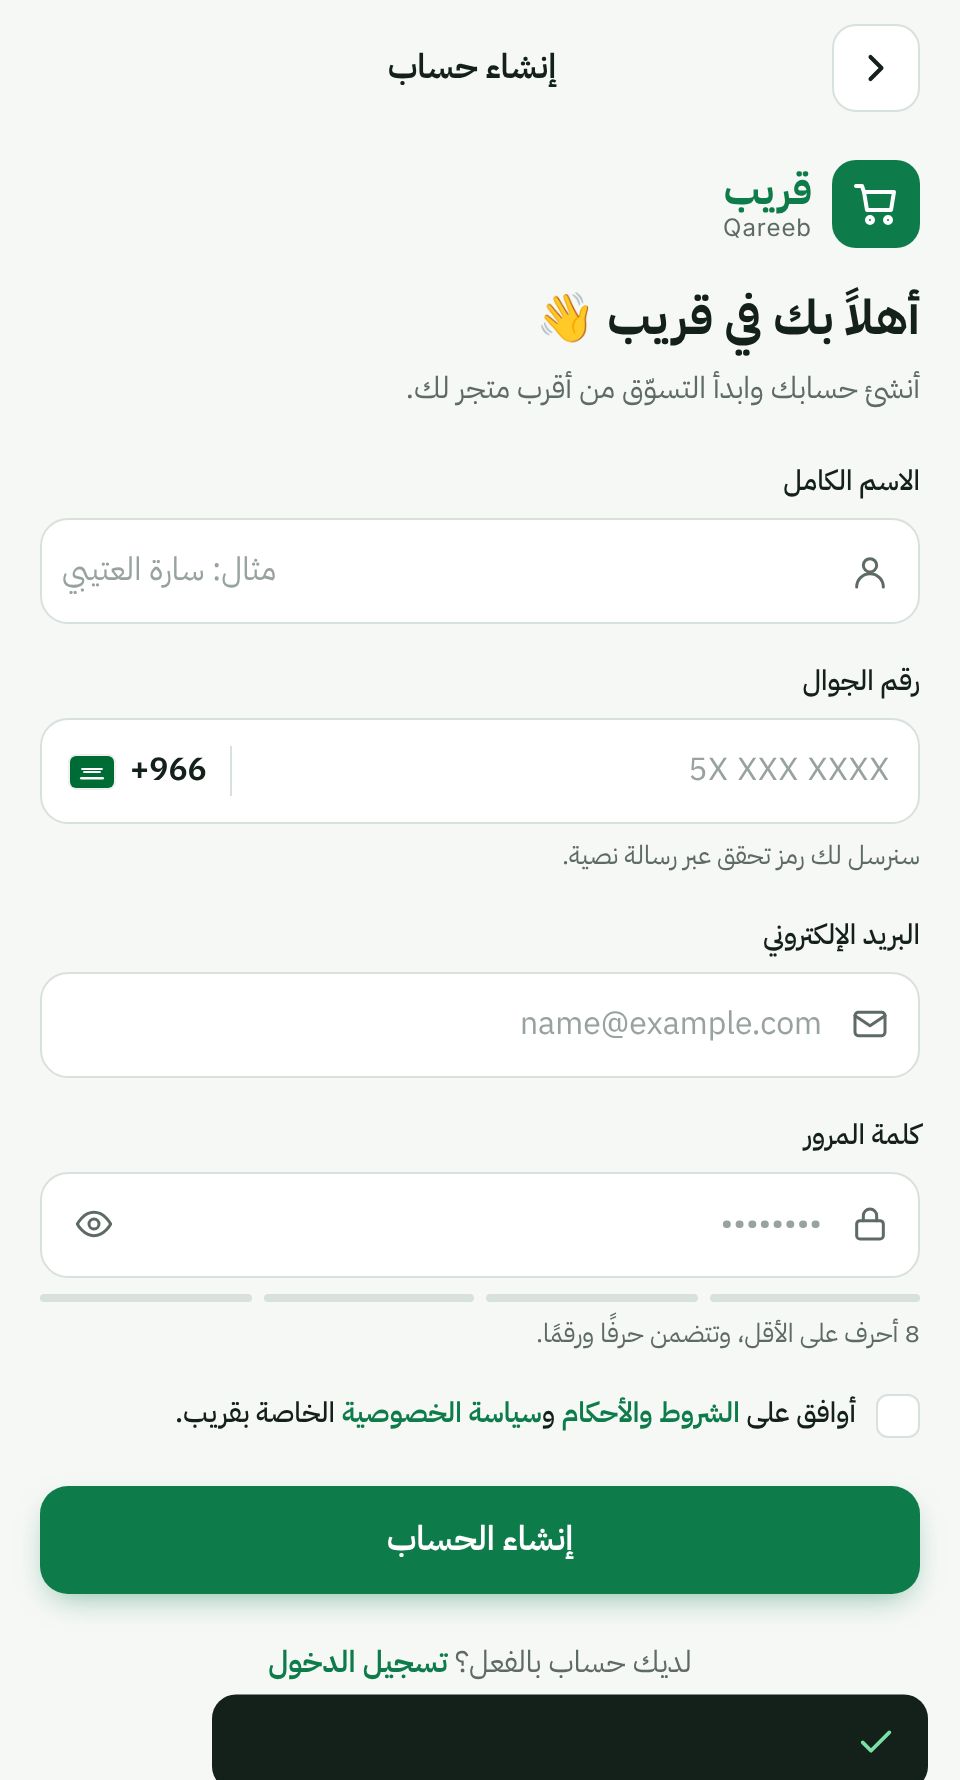 إنشاء حساب
قريب
Qareeb
أهلاً بك في قريب 👋
أنشئ حسابك وابدأ التسوّق من أقرب متجر لك.
الاسم الكامل
مثال: سارة العتيبي
رقم الجوال
+966
5X XXX XXXX
سنرسل لك رمز تحقق عبر رسالة نصية.
البريد الإلكتروني
name@example.com
كلمة المرور
••••••••
8 أحرف على الأقل، وتتضمن حرفًا ورقمًا.
أوافق على الشروط والأحكام وسياسة الخصوصية الخاصة بقريب.
إنشاء الحساب
لديك حساب بالفعل؟ تسجيل الدخول